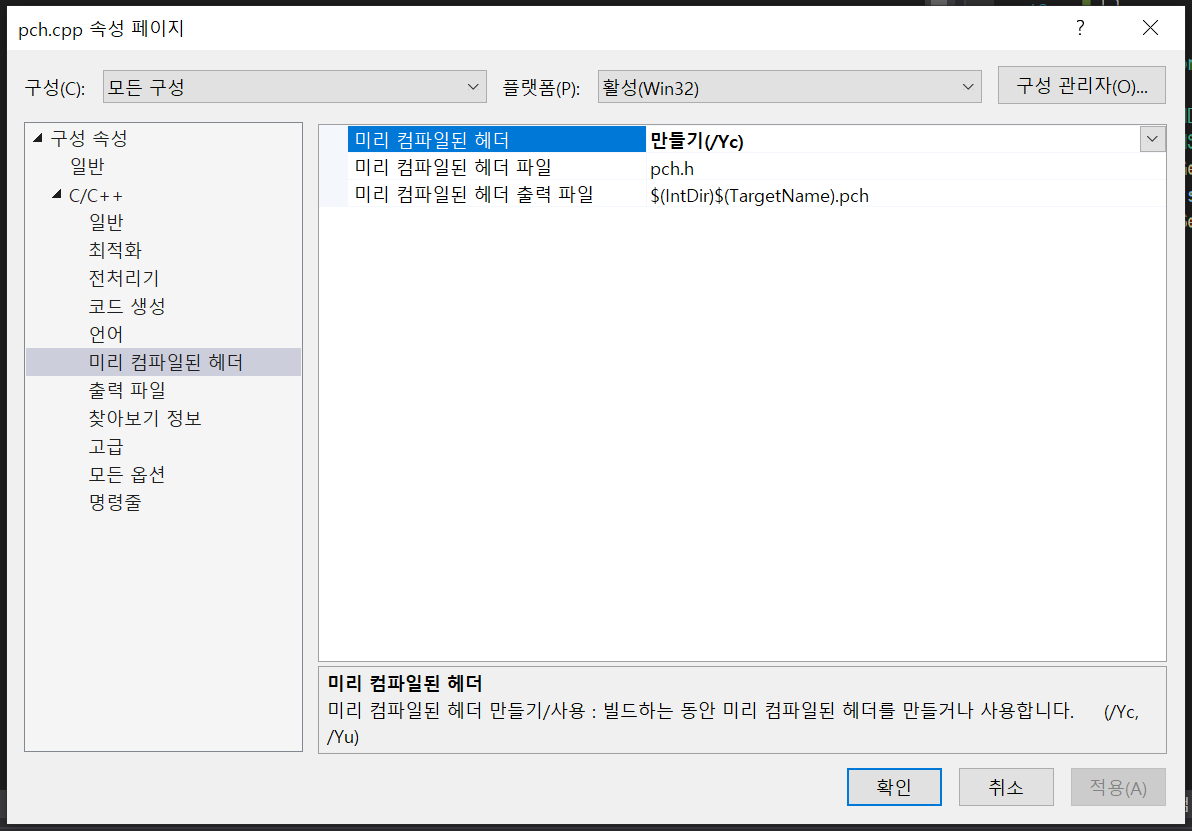 pch.cpp 속성 페이지
?
구성(C): 모든 구성 플랫폼(P): 활성(Win32) 구성 관리자(O)...
구성 속성
일반
C/C++
일반
최적화
전처리기
코드 생성
언어
미리 컴파일된 헤더
출력 파일
찾아보기 정보
고급
모든 옵션
명령줄
미리 컴파일된 헤더 만들기(/Yc)
미리 컴파일된 헤더 파일 pch.h
미리 컴파일된 헤더 출력 파일 $(IntDir)$(TargetName).pch
미리 컴파일된 헤더
미리 컴파일된 헤더 만들기/사용 : 빌드하는 동안 미리 컴파일된 헤더를 만들거나 사용합니다. (/Yc,
/Yu)
확인 취소 적용(A)